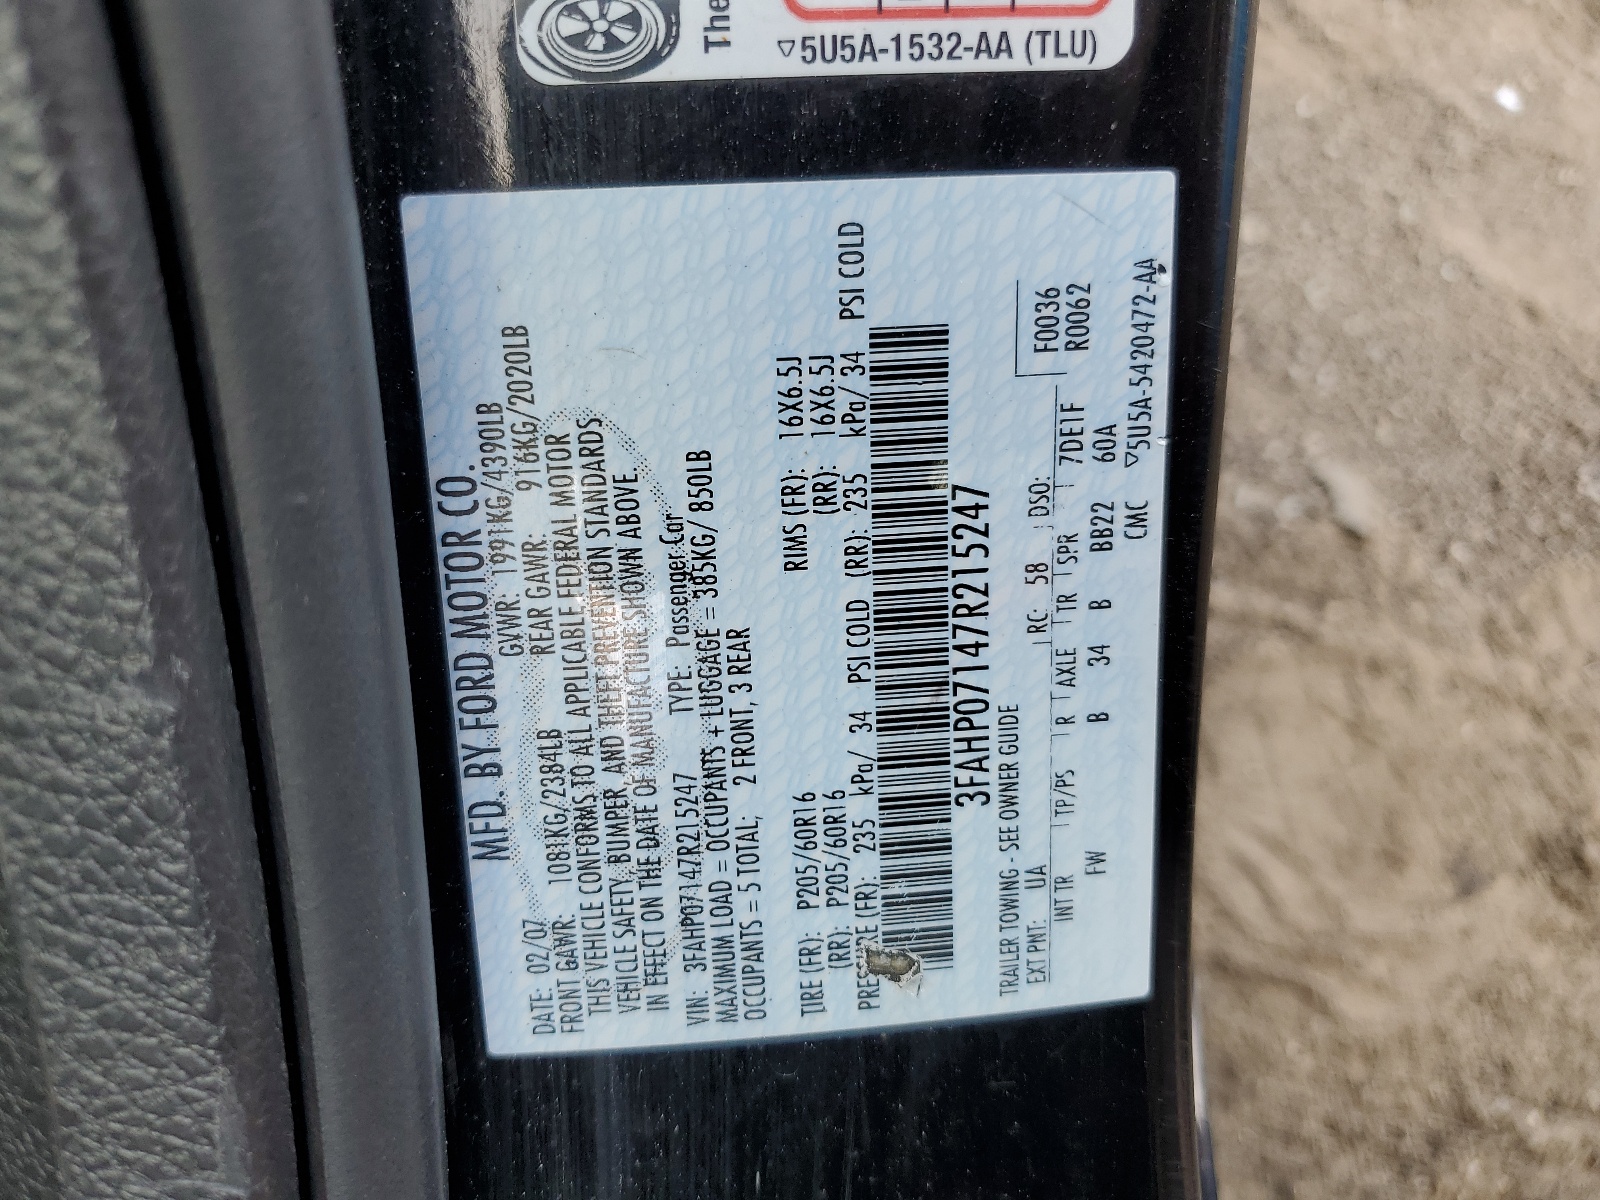 The
▽5U5A-1532-AA (TLU)
MFD. BY FORD MOTOR CO.
DATE: 02/07 GVWR: 1991KG/4390LB
FRONT GAWR: 1081KG/2384LB REAR GAWR: 916KG/2020LB
THIS VEHICLE CONFORMS TO ALL APPLICABLE FEDERAL MOTOR
VEHICLE SAFETY, BUMPER, AND THEFT PREVENTION STANDARDS
IN EFFECT ON THE DATE OF MANUFACTURE SHOWN ABOVE.
VIN: 3FAHP07147R215247 TYPE: Passenger Car
MAXIMUM LOAD = OCCUPANTS + LUGGAGE = 385KG/ 850LB
OCCUPANTS = 5 TOTAL; 2 FRONT, 3 REAR
TIRE (FR): P205/60R16 RIMS (FR): 16X6.5J
(RR): P205/60R16 (RR): 16X6.5J
(FR): 235 kPa/ 34 PSI COLD (RR): 235 kPa/ 34 PSI COLD
3FAHP07147R215247
TRAILER TOWING - SEE OWNER GUIDE
EXT PNT: UA RC: 58 DSO: F0036
INT TR TP/PS R AXLE TR SPR 7DETF R0062
FW B 34 B BB22 60A
CMC ▽5U5A-5420472-AA